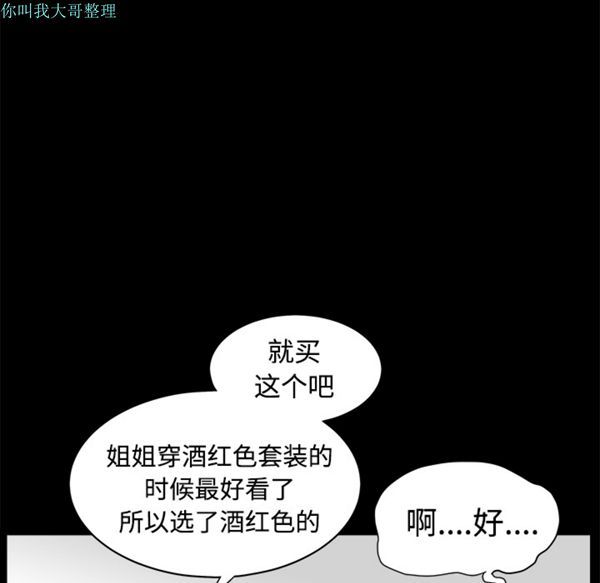 你叫我大哥整理
就买
这个吧
姐姐穿酒红色套装的
时候最好看了
所以选了酒红色的
啊....好....